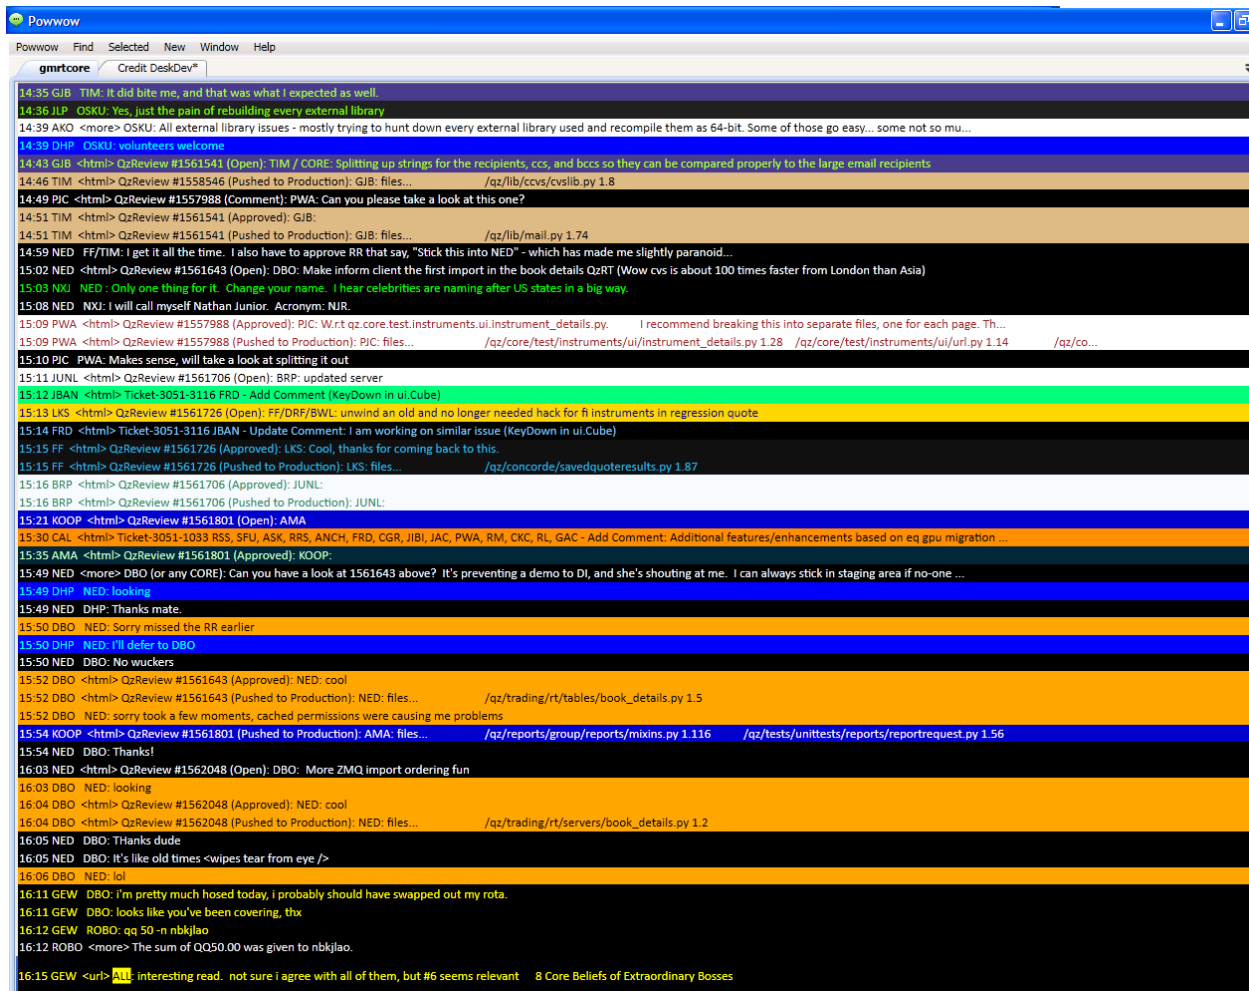 Powwow
Powwow Find Selected New Window Help
gmrtcore Credit DeskDev*
14:35 GJB TIM: It did bite me, and that was what I expected as well.
14:36 JLP OSKU: Yes, just the pain of rebuilding every external library
14:39 AKO <more> OSKU: All external library issues - mostly trying to hunt down every external library used and recompile them as 64-bit. Some of those go easy... some not so mu...
14:39 DHP OSKU: volunteers welcome
14:43 GJB <html> QzReview #1561541 (Open): TIM / CORE: Splitting up strings for the recipients, ccs, and bccs so they can be compared properly to the large email recipients
14:46 TIM <html> QzReview #1558546 (Pushed to Production): GJB: files... /qz/lib/ccvs/cvslib.py 1.8
14:49 PJC <html> QzReview #1557988 (Comment): PWA: Can you please take a look at this one?
14:51 TIM <html> QzReview #1561541 (Approved): GJB:
14:51 TIM <html> QzReview #1561541 (Pushed to Production): GJB: files... /qz/lib/mail.py 1.74
14:59 NED FF/TIM: I get it all the time. I also have to approve RR that say, "Stick this into NED" - which has made me slightly paranoid...
15:02 NED <html> QzReview #1561643 (Open): DBO: Make inform client the first import in the book details QzRT (Wow cvs is about 100 times faster from London than Asia)
15:03 NXJ NED : Only one thing for it. Change your name. I hear celebrities are naming after US states in a big way.
15:08 NED NXJ: I will call myself Nathan Junior. Acronym: NJR.
15:09 PWA <html> QzReview #1557988 (Approved): PJC: W.r.t qz.core.test.instruments.ui.instrument_details.py. I recommend breaking this into separate files, one for each page. Th...
15:09 PWA <html> QzReview #1557988 (Pushed to Production): PJC: files... /qz/core/test/instruments/ui/instrument_details.py 1.28 /qz/core/test/instruments/ui/url.py 1.14 /qz/co...
15:10 PJC PWA: Makes sense, will take a look at splitting it out
15:11 JUNL <html> QzReview #1561706 (Open): BRP: updated server
15:12 JBAN <html> Ticket-3051-3116 FRD - Add Comment (KeyDown in ui.Cube)
15:13 LKS <html> QzReview #1561726 (Open): FF/DRF/BWL: unwind an old and no longer needed hack for fi instruments in regression quote
15:14 FRD <html> Ticket-3051-3116 JBAN - Update Comment: I am working on similar issue (KeyDown in ui.Cube)
15:15 FF <html> QzReview #1561726 (Approved): LKS: Cool, thanks for coming back to this.
15:15 FF <html> QzReview #1561726 (Pushed to Production): LKS: files... /qz/concorde/savedquoteresults.py 1.87
15:16 BRP <html> QzReview #1561706 (Approved): JUNL:
15:16 BRP <html> QzReview #1561706 (Pushed to Production): JUNL:
15:21 KOOP <html> QzReview #1561801 (Open): AMA
15:30 CAL <html> Ticket-3051-1033 RSS, SFU, ASK, RRS, ANCH, FRD, CGR, JIBI, JAC, PWA, RM, CKC, RL, GAC - Add Comment: Additional features/enhancements based on eq gpu migration ...
15:35 AMA <html> QzReview #1561801 (Approved): KOOP:
15:49 NED <more> DBO (or any CORE): Can you have a look at 1561643 above? It's preventing a demo to DI, and she's shouting at me. I can always stick in staging area if no-one ...
15:49 DHP NED: looking
15:49 NED DHP: Thanks mate.
15:50 DBO NED: Sorry missed the RR earlier
15:50 DHP NED: I'll defer to DBO
15:50 NED DBO: No wuckers
15:52 DBO <html> QzReview #1561643 (Approved): NED: cool
15:52 DBO <html> QzReview #1561643 (Pushed to Production): NED: files... /qz/trading/rt/tables/book_details.py 1.5
15:52 DBO NED: sorry took a few moments, cached permissions were causing me problems
15:54 KOOP <html> QzReview #1561801 (Pushed to Production): AMA: files... /qz/reports/group/reports/mixins.py 1.116 /qz/tests/unittests/reports/reportrequest.py 1.56
15:54 NED DBO: Thanks!
16:03 NED <html> QzReview #1562048 (Open): DBO: More ZMQ import ordering fun
16:03 DBO NED: looking
16:04 DBO <html> QzReview #1562048 (Approved): NED: cool
16:04 DBO <html> QzReview #1562048 (Pushed to Production): NED: files... /qz/trading/rt/servers/book_details.py 1.2
16:05 NED DBO: THanks dude
16:05 NED DBO: It's like old times <wipes tear from eye />
16:06 DBO NED: lol
16:11 GEW DBO: i'm pretty much hosed today, i probably should have swapped out my rota.
16:11 GEW DBO: looks like you've been covering, thx
16:12 GEW ROBO: qq 50 -n nbkjlao
16:12 ROBO <more> The sum of QQ50.00 was given to nbkjlao.
16:15 GEW <url> ALL: interesting read. not sure i agree with all of them, but #6 seems relevant 8 Core Beliefs of Extraordinary Bosses